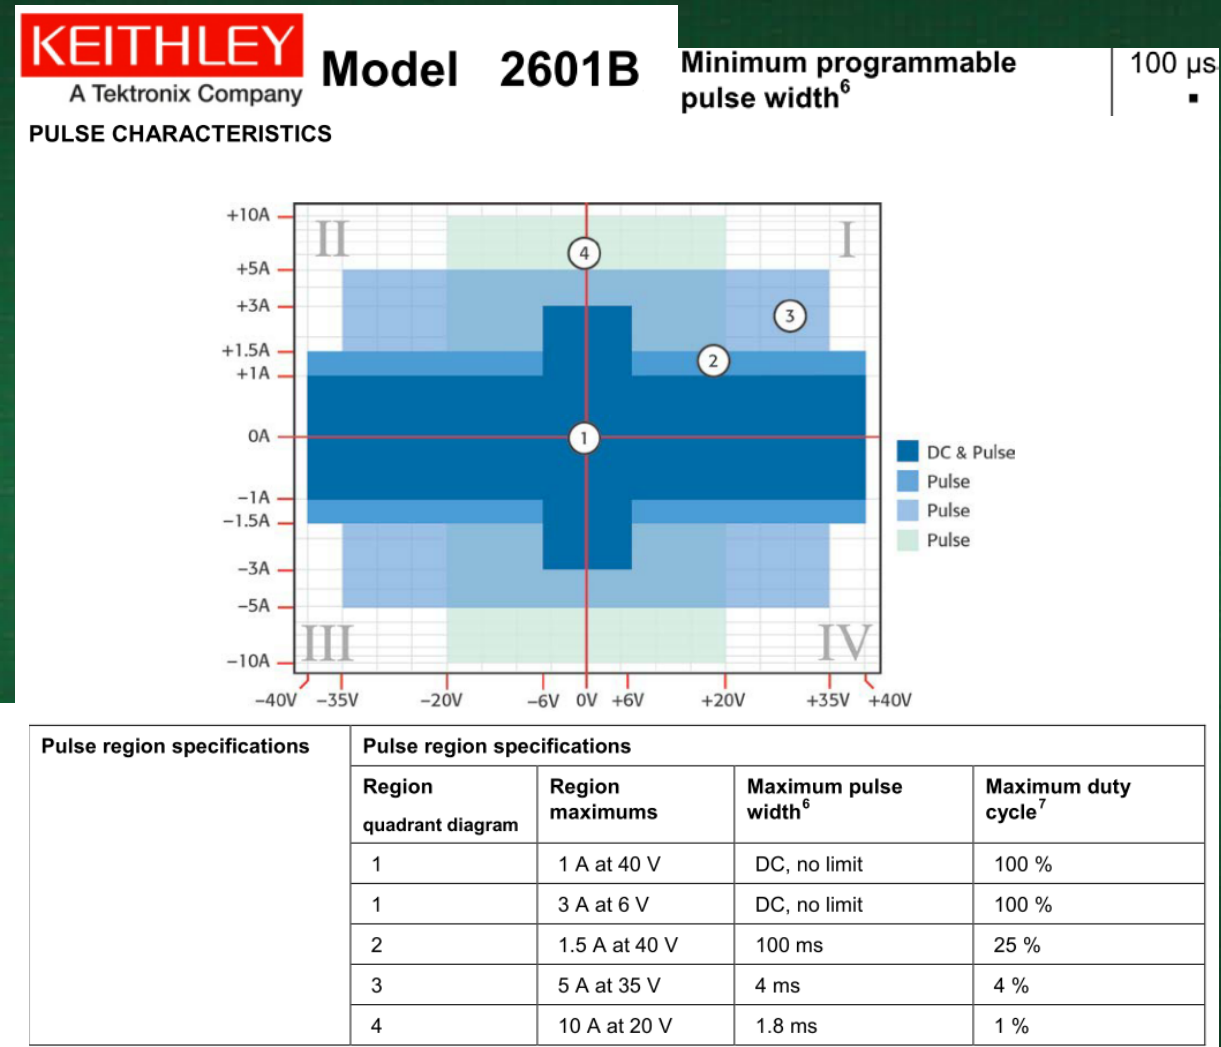 KEITHLEY
A Tektronix Company
Model 2601B
Minimum programmable
pulse width6
100 µs
PULSE CHARACTERISTICS
+10A
+5A
+3A
+1.5A
+1A
0A
−1A
−1.5A
−3A
−5A
−10A
II
I
III
IV
4
3
2
1
−40V −35V −20V −6V 0V +6V +20V +35V +40V
DC & Pulse
Pulse
Pulse
Pulse
Pulse region specifications
Pulse region specifications
Region
quadrant diagram
Region
maximums
Maximum pulse
width6
Maximum duty
cycle7
1 1 A at 40 V DC, no limit 100 %
1 3 A at 6 V DC, no limit 100 %
2 1.5 A at 40 V 100 ms 25 %
3 5 A at 35 V 4 ms 4 %
4 10 A at 20 V 1.8 ms 1 %